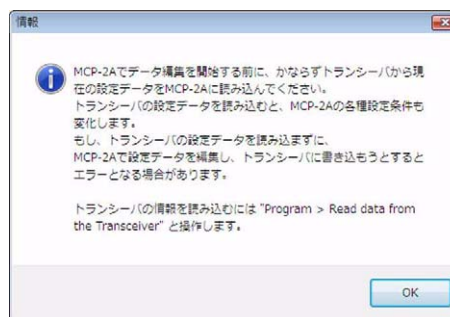 情報
MCP-2Aでデータ編集を開始する前に、かならずトランシーバから現
在の設定データをMCP-2Aに読み込んでください。
トランシーバの設定データを読み込むと、MCP-2Aの各種設定条件も
変化します。
もし、トランシーバの設定データを読み込まずに、
MCP-2Aで設定データを編集し、トランシーバに書き込もうとすると
エラーとなる場合があります。
トランシーバの情報を読み込むには "Program > Read data from
the Transceiver" と操作します。
OK